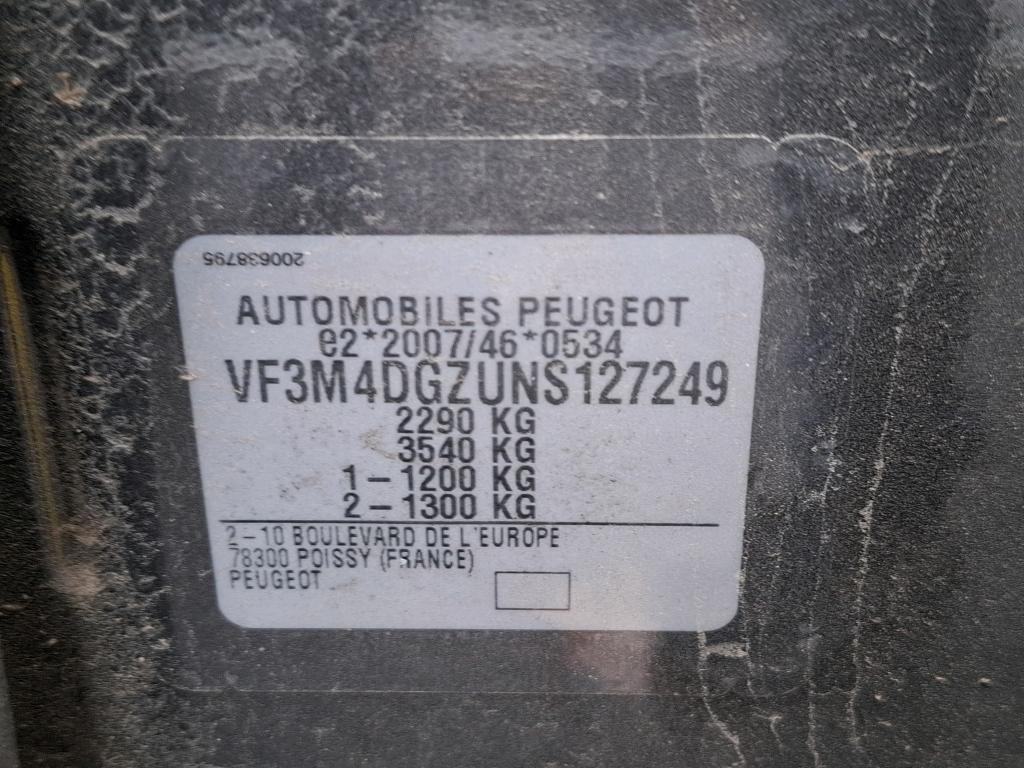 200638795
AUTOMOBILES PEUGEOT
e2*2007/46*0534
VF3M4DGZUNS127249
2290 KG
3540 KG
1 – 1200 KG
2 – 1300 KG
2 – 10 BOULEVARD DE L'EUROPE
78300 POISSY (FRANCE)
PEUGEOT